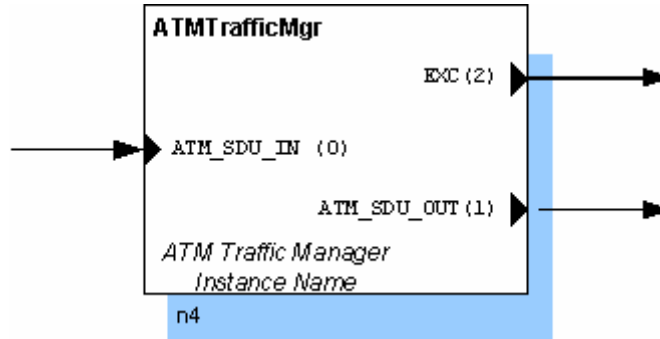 ATMTrafficMgr
EXC(2)
ATM_SDU_IN (0)
ATM_SDU_OUT(1)
ATM Traffic Manager
Instance Name
n4